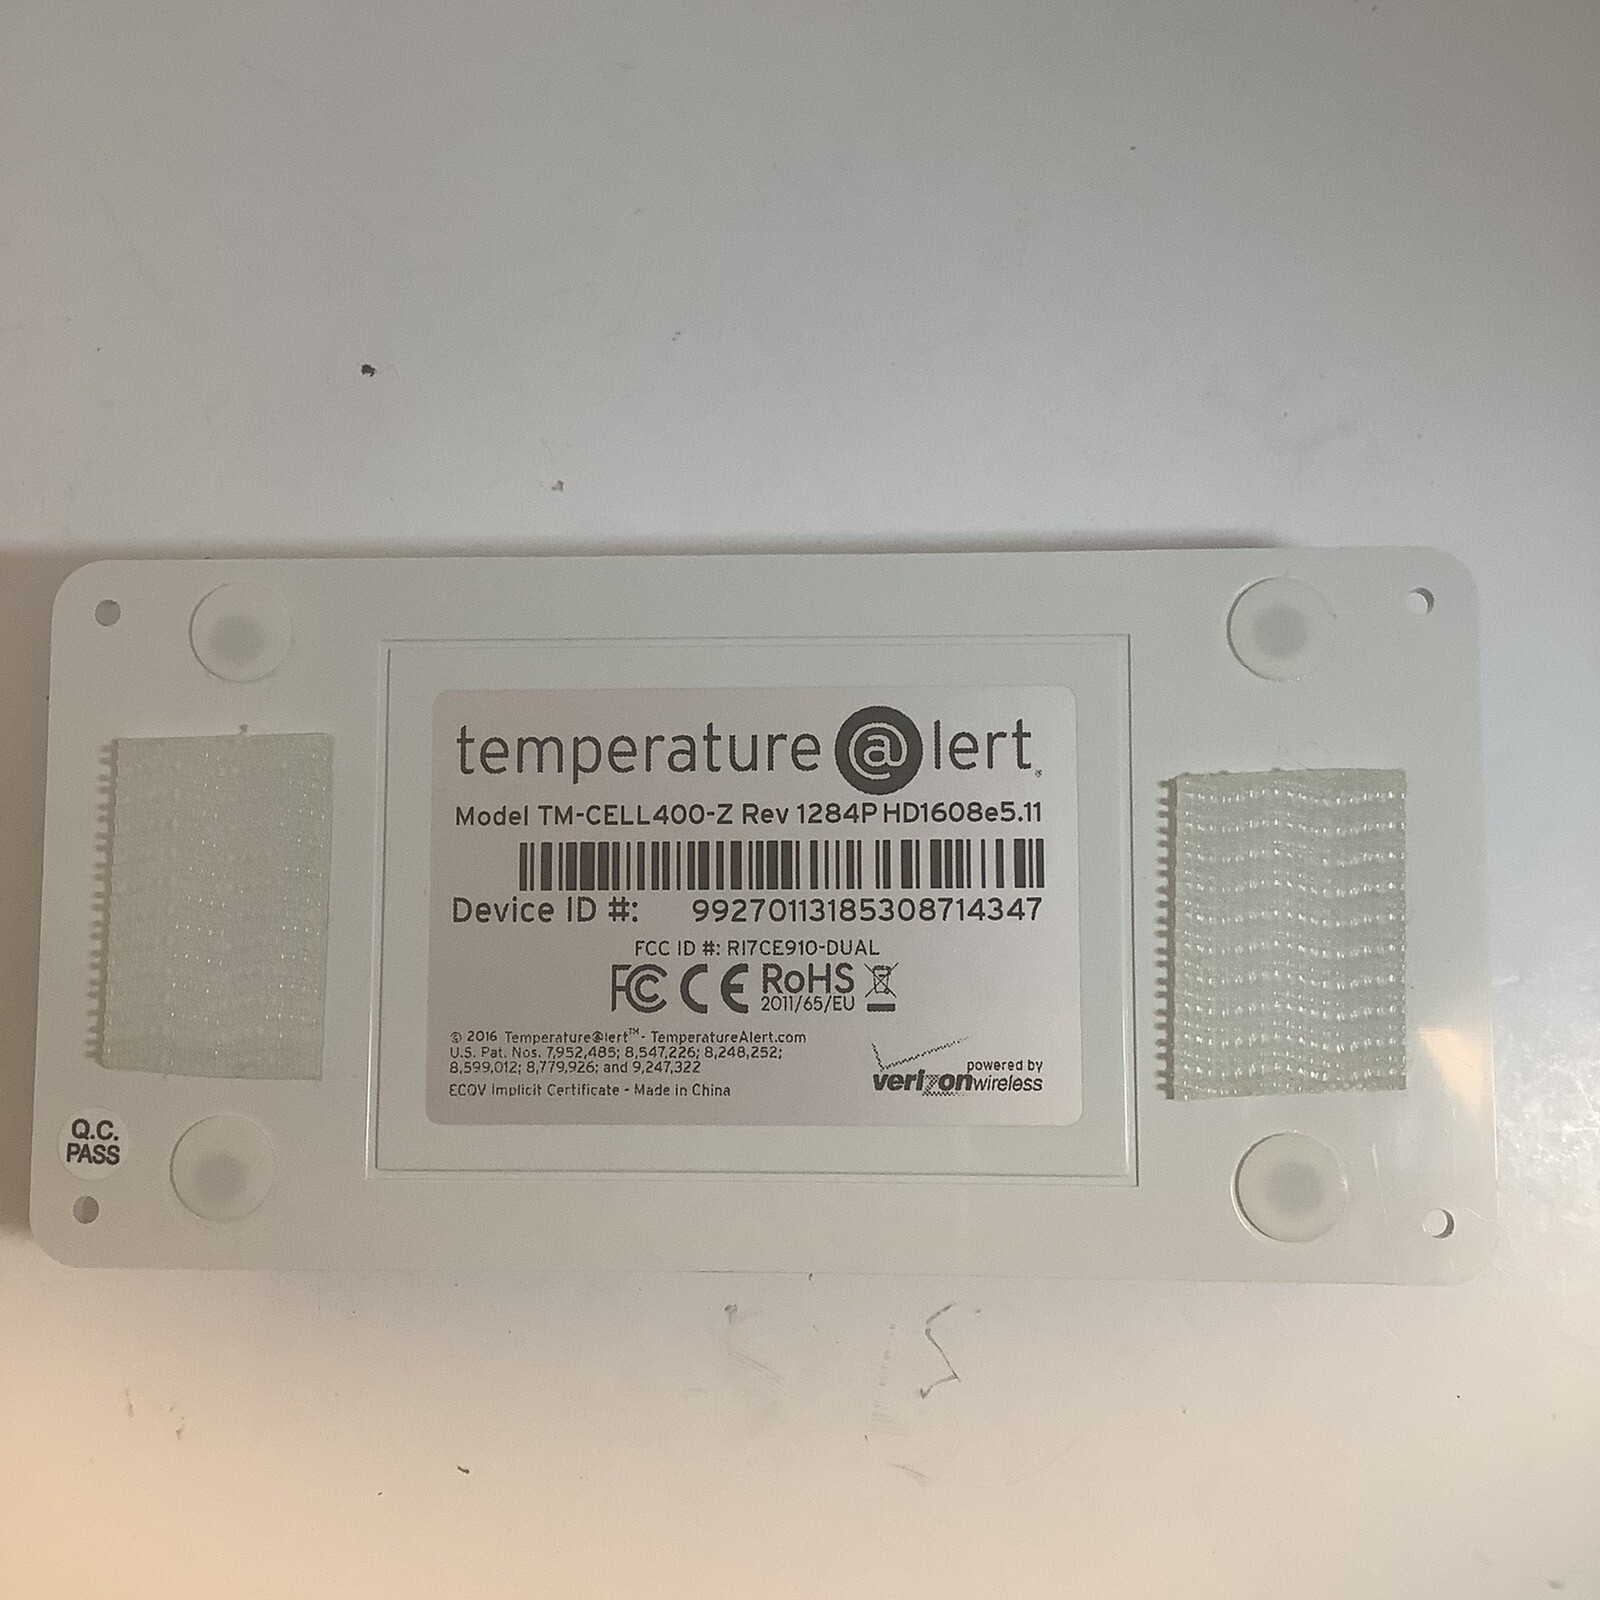 temperature @lert
Model TM-CELL400-Z Rev 1284PHD1608e5.11
Device ID #: 99270113185308714347
FCC ID #: RI7CE910-DUAL
FC CE RoHS
2011/65/EU
© 2016 Temperature@lert™ - TemperatureAlert.com
U.S. Pat. Nos. 7,952,485; 8,547,226; 8,248,252;
8,599,012; 8,779,926; and 9,247,322
ECOV Implicit Certificate - Made in China
powered by
verizonwireless
Q.C.
PASS